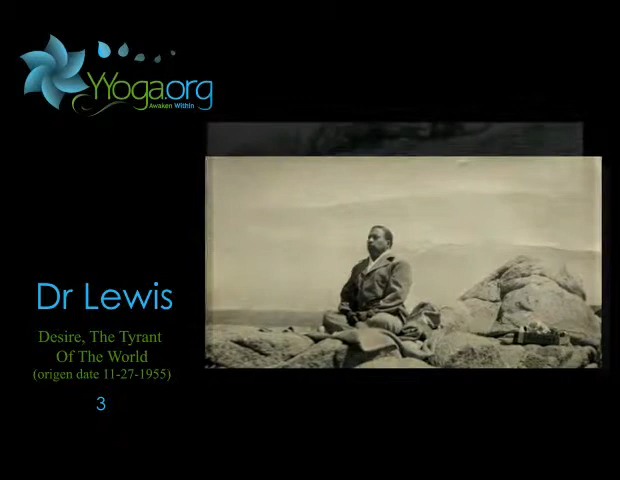 YYoga.org
Awaken Within
Dr Lewis
Desire, The Tyrant
Of The World
(origen date 11-27-1955)
3